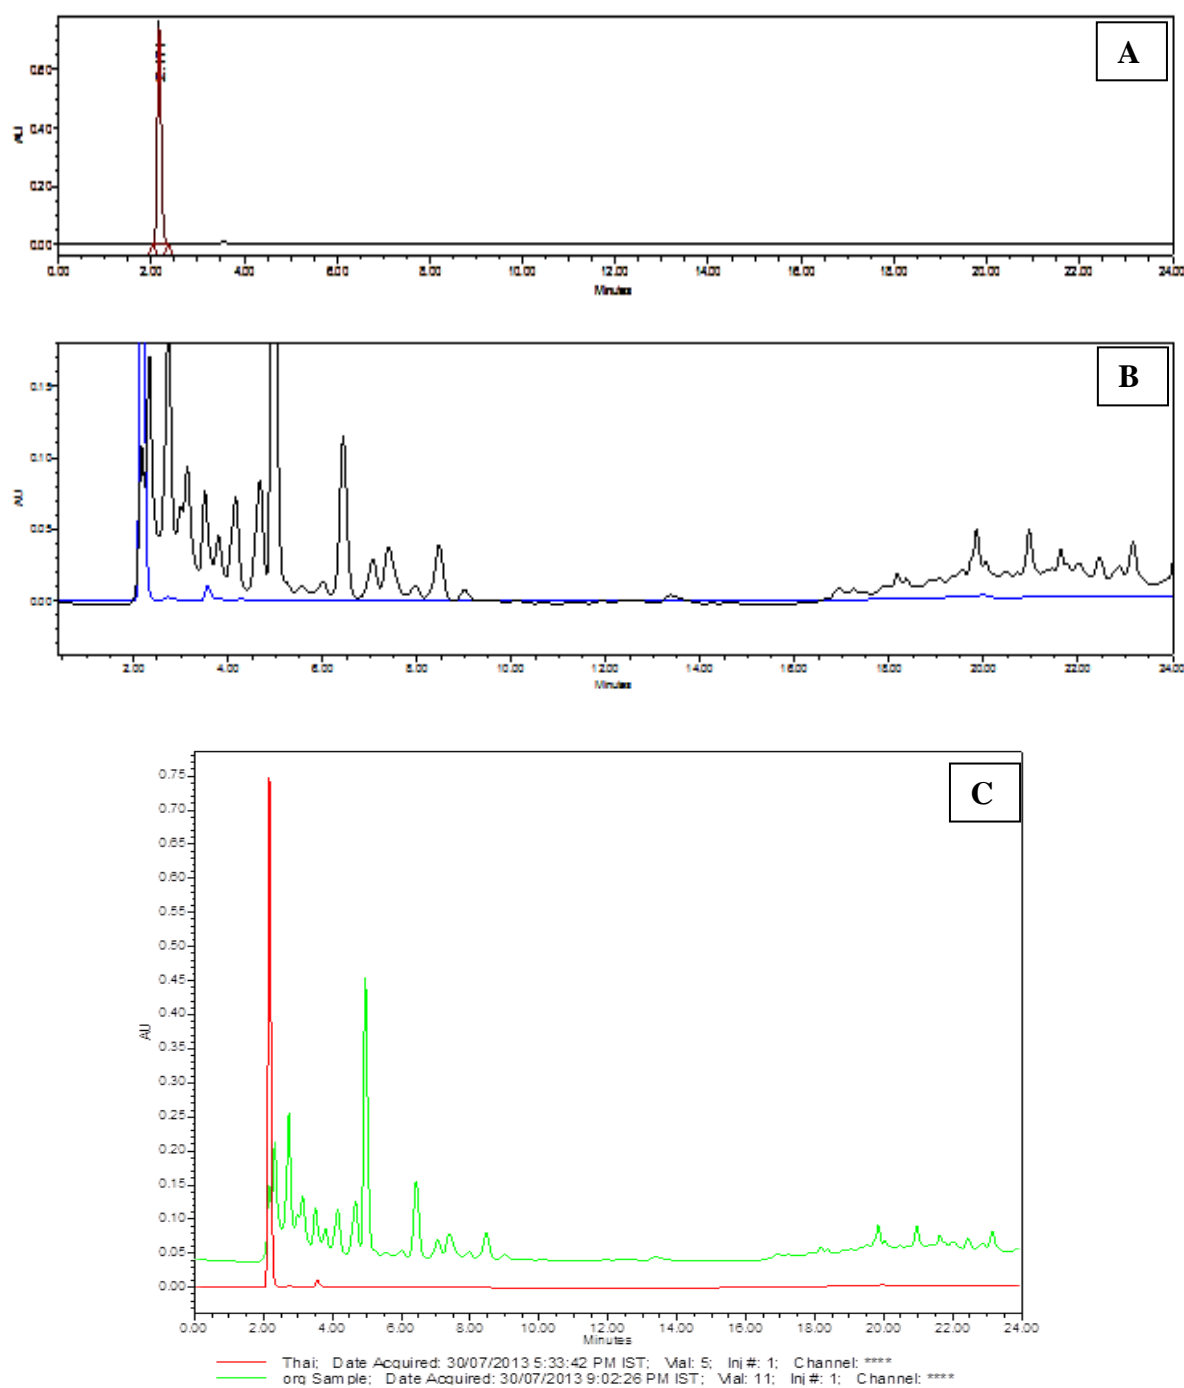 A
AU
0.60
0.40
0.20
0.00
0.00 2.00 4.00 6.00 8.00 10.00 12.00 14.00 16.00 18.00 20.00 22.00 24.00
Minutes
B
AU
0.15
0.10
0.05
0.00
2.00 4.00 6.00 8.00 10.00 12.00 14.00 16.00 18.00 20.00 22.00 24.00
Minutes
C
AU
0.75
0.70
0.65
0.60
0.55
0.50
0.45
0.40
0.35
0.30
0.25
0.20
0.15
0.10
0.05
0.00
0.00 2.00 4.00 6.00 8.00 10.00 12.00 14.00 16.00 18.00 20.00 22.00 24.00
Minutes
Thai; Date Acquired: 30/07/2013 5:33:42 PM IST; Vial: 5; Inj #: 1; Channel: ****
org Sample; Date Acquired: 30/07/2013 9:02:26 PM IST; Vial: 11; Inj #: 1; Channel: ****